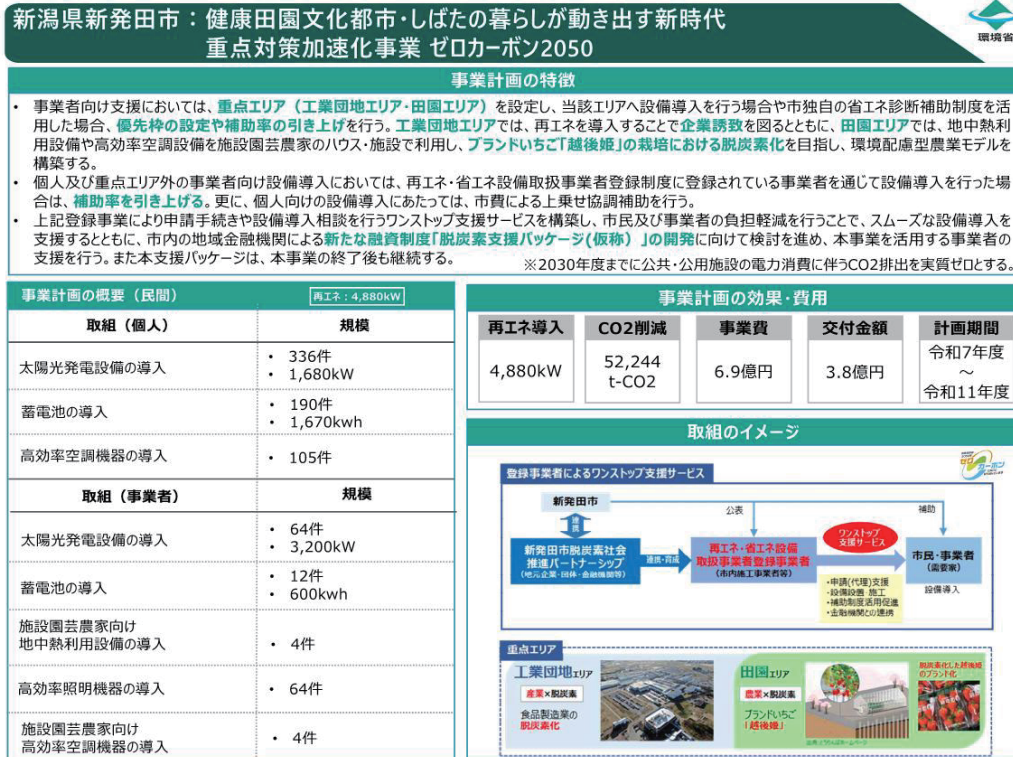 新潟県新発田市：健康田園文化都市・しばたの暮らしが動き出す新時代
重点対策加速化事業 ゼロカーボン2050
環境省
事業計画の特徴
• 事業者向け支援においては、重点エリア（工業団地エリア・田園エリア）を設定し、当該エリアへ設備導入を行う場合や市独自の省エネ診断補助制度を活
用した場合、優先枠の設定や補助率の引き上げを行う。工業団地エリアでは、再エネを導入することで企業誘致を図るとともに、田園エリアでは、地中熱利
用設備や高効率空調設備を施設園芸農家のハウス・施設で利用し、ブランドいちご「越後姫」の栽培における脱炭素化を目指し、環境配慮型農業モデルを
構築する。
• 個人及び重点エリア外の事業者向け設備導入においては、再エネ・省エネ設備取扱事業者登録制度に登録されている事業者を通じて設備導入を行った場
合は、補助率を引き上げる。更に、個人向けの設備導入にあたっては、市費による上乗せ協調補助を行う。
• 上記登録事業により申請手続きや設備導入相談を行うワンストップ支援サービスを構築し、市民及び事業者の負担軽減を行うことで、スムーズな設備導入を
支援するとともに、市内の地域金融機関による新たな融資制度「脱炭素支援パッケージ(仮称）」の開発に向けて検討を進め、本事業を活用する事業者の
支援を行う。また本支援パッケージは、本事業の終了後も継続する。
※2030年度までに公共・公用施設の電力消費に伴うCO2排出を実質ゼロとする。
事業計画の概要（民間）
再エネ：4,880kW
取組（個人） 規模
太陽光発電設備の導入
• 336件
• 1,680kW
蓄電池の導入
• 190件
• 1,670kwh
高効率空調機器の導入
• 105件
取組（事業者） 規模
太陽光発電設備の導入
• 64件
• 3,200kW
蓄電池の導入
• 12件
• 600kwh
施設園芸農家向け
地中熱利用設備の導入
• 4件
高効率照明機器の導入
• 64件
施設園芸農家向け
高効率空調機器の導入
• 4件
事業計画の効果・費用
再エネ導入 CO2削減 事業費 交付金額 計画期間
4,880kW
52,244
t-CO2
6.9億円
3.8億円
令和7年度
～
令和11年度
取組のイメージ
ゼロカーボン
登録事業者によるワンストップ支援サービス
新発田市
公表
補助
連携
新発田市脱炭素社会
推進パートナーシップ
（地元企業・団体・金融機関等）
連携・育成
再エネ・省エネ設備
取扱事業者登録事業者
（市内施工事業者等）
ワンストップ
支援サービス
・申請(代理)支援
・設備設置・施工
・補助制度活用促進
・金融機関との連携
市民・事業者
（需要家）
設備導入
重点エリア
工業団地エリア
産業×脱炭素
食品製造業の
脱炭素化
田園エリア
農業×脱炭素
ブランドいちご
「越後姫」
脱炭素化した越後姫
のブランド化